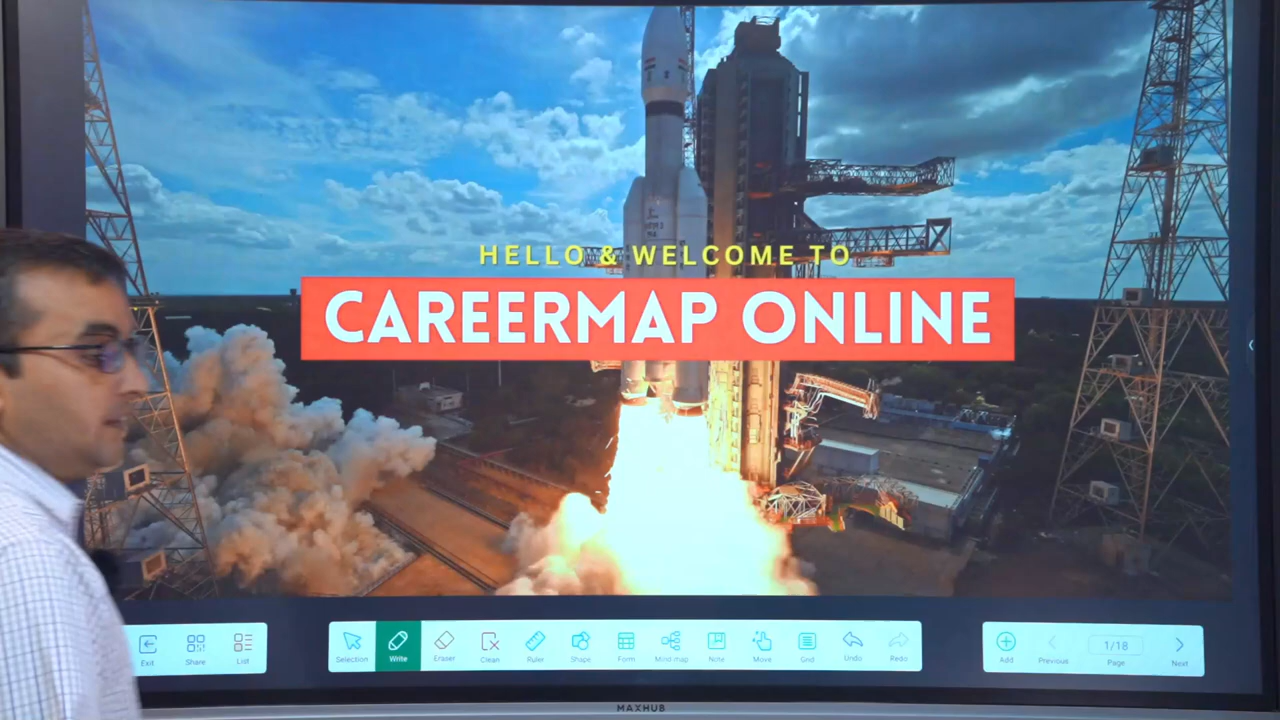 HELLO & WELCOME TO
CAREERMAP ONLINE
Exit
Share
List
Selection
Write
Eraser
Clean
Ruler
Shape
Form
Mind map
Note
Move
Grid
Undo
Redo
Add
Previous
1/18
Page
Next
MAXHUB